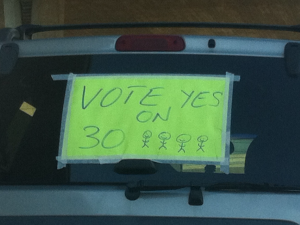 VOTE YES
ON
30